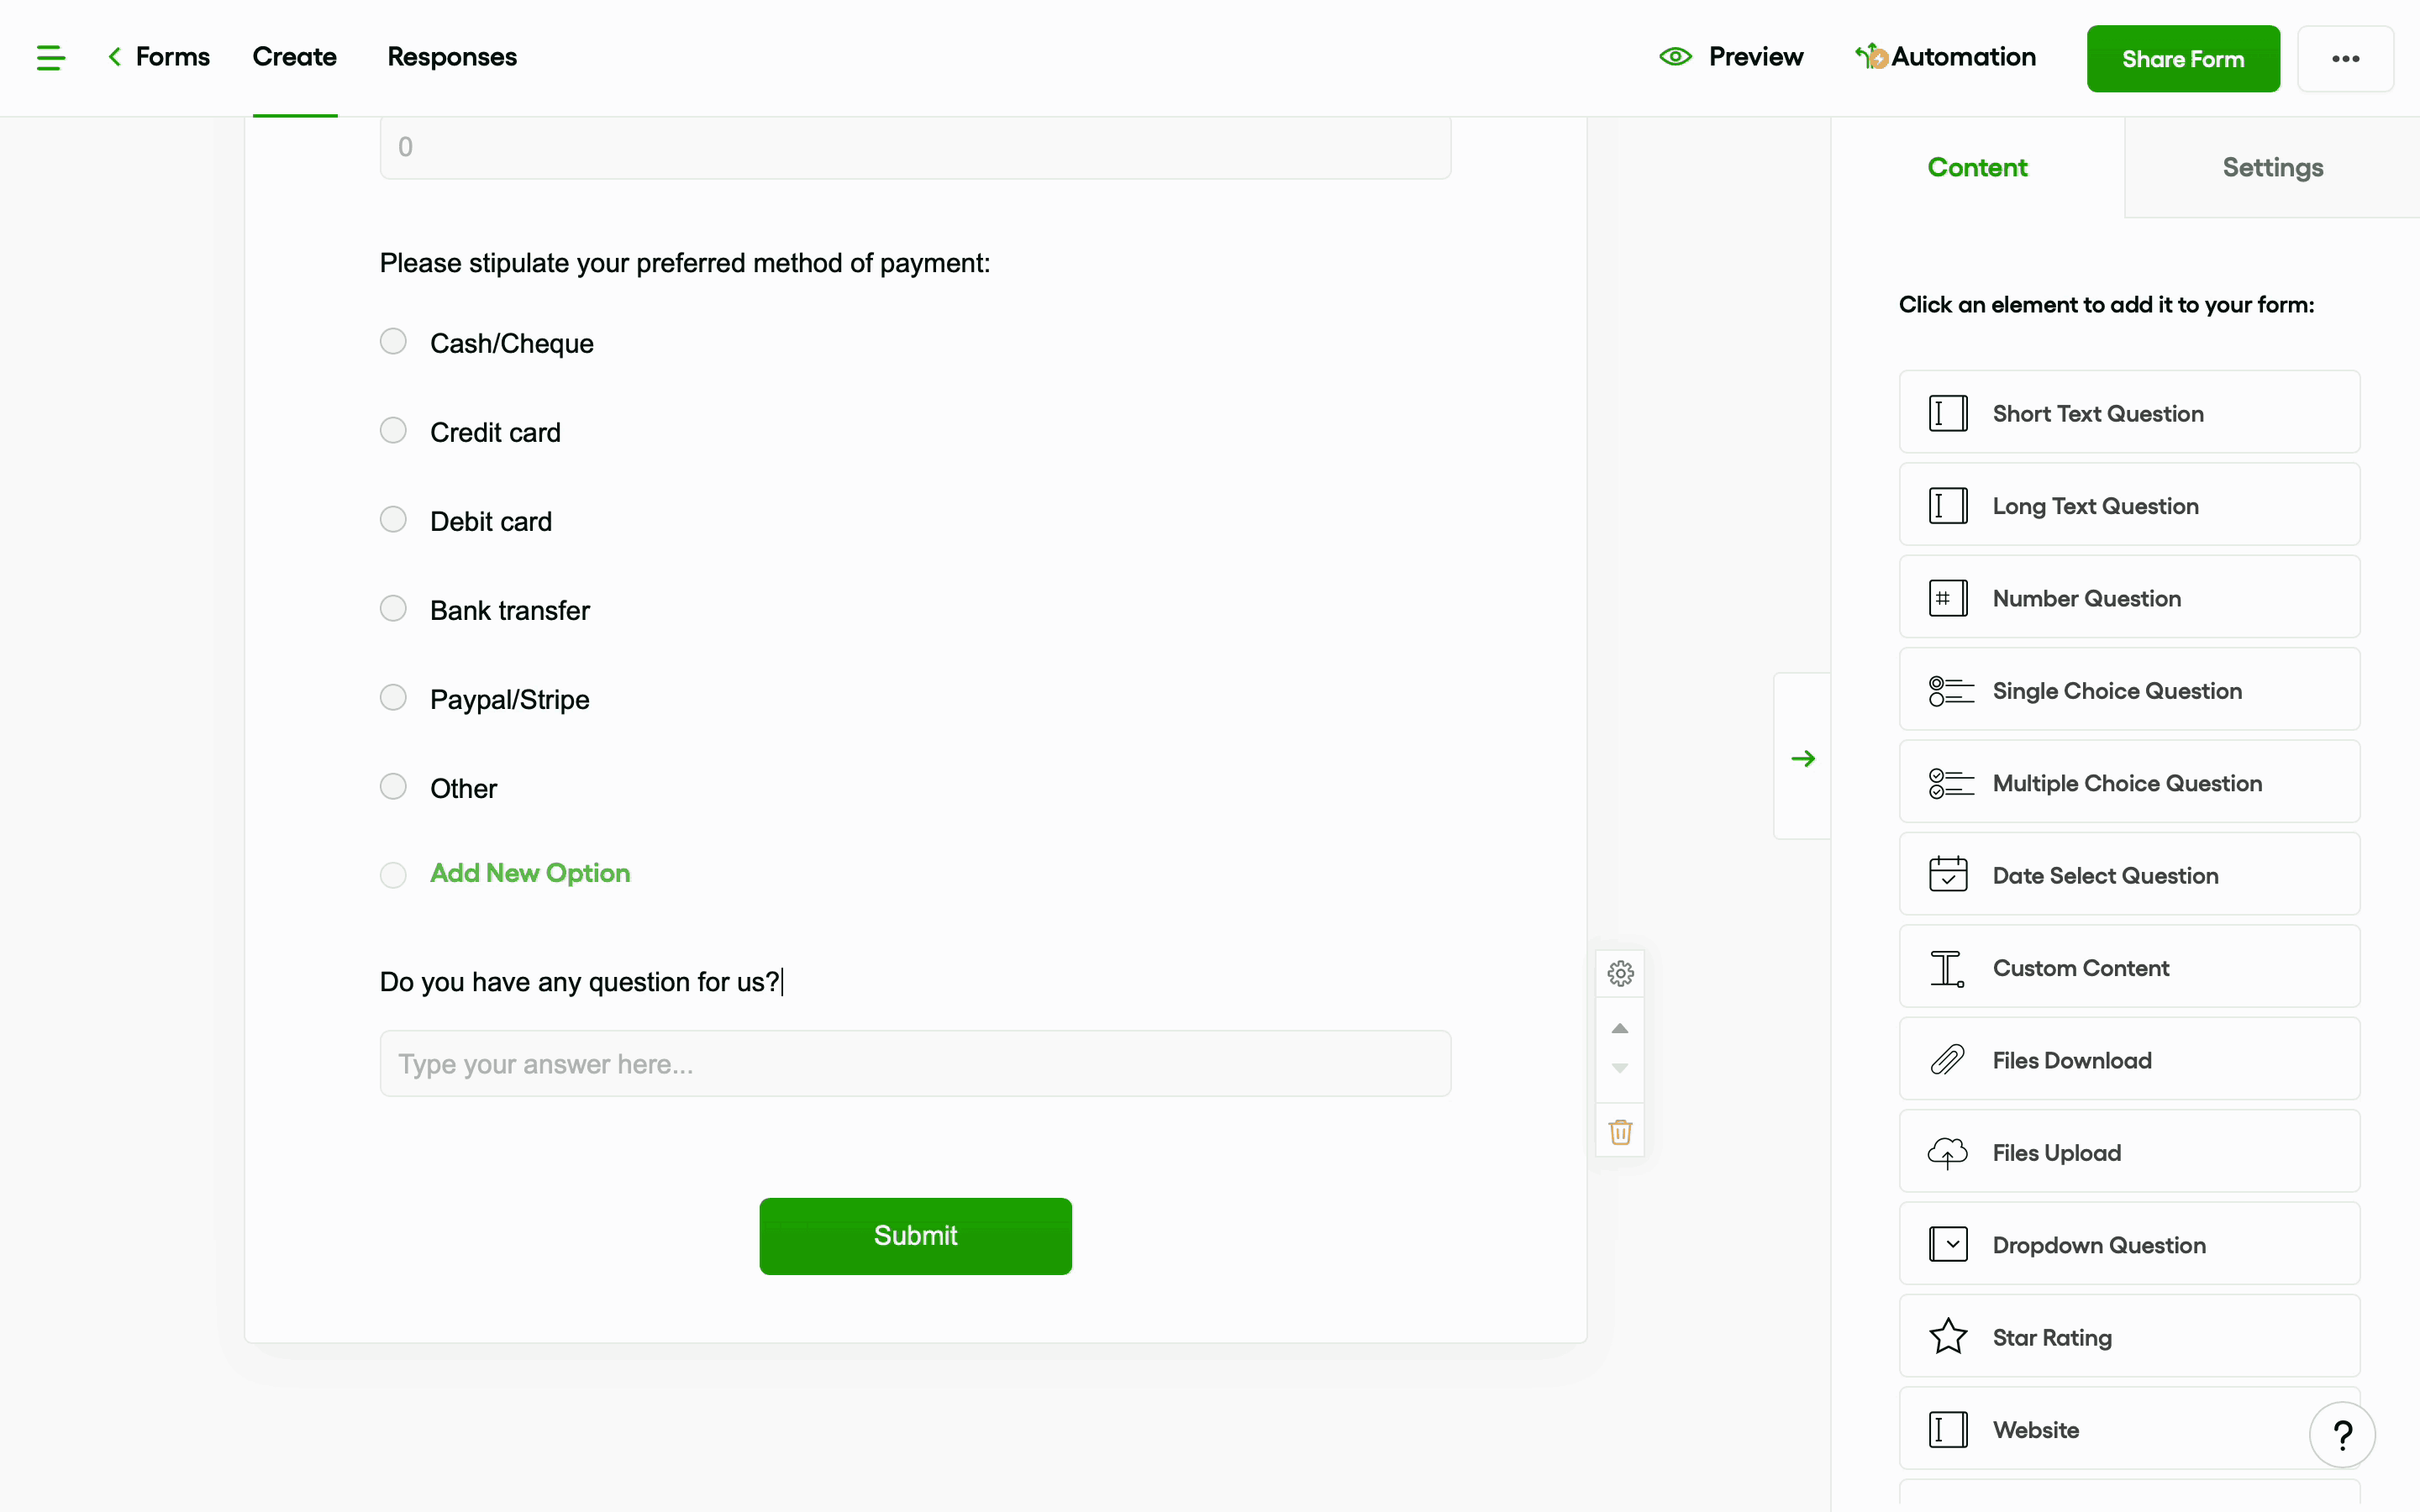 Forms
Create
Responses
Preview
Automation
Share Form
0
Please stipulate your preferred method of payment:
Cash/Cheque
Credit card
Debit card
Bank transfer
Paypal/Stripe
Other
Add New Option
Do you have any question for us?
Type your answer here...
Submit
Content
Settings
Click an element to add it to your form:
Short Text Question
Long Text Question
Number Question
Single Choice Question
Multiple Choice Question
Date Select Question
Custom Content
Files Download
Files Upload
Dropdown Question
Star Rating
Website
?